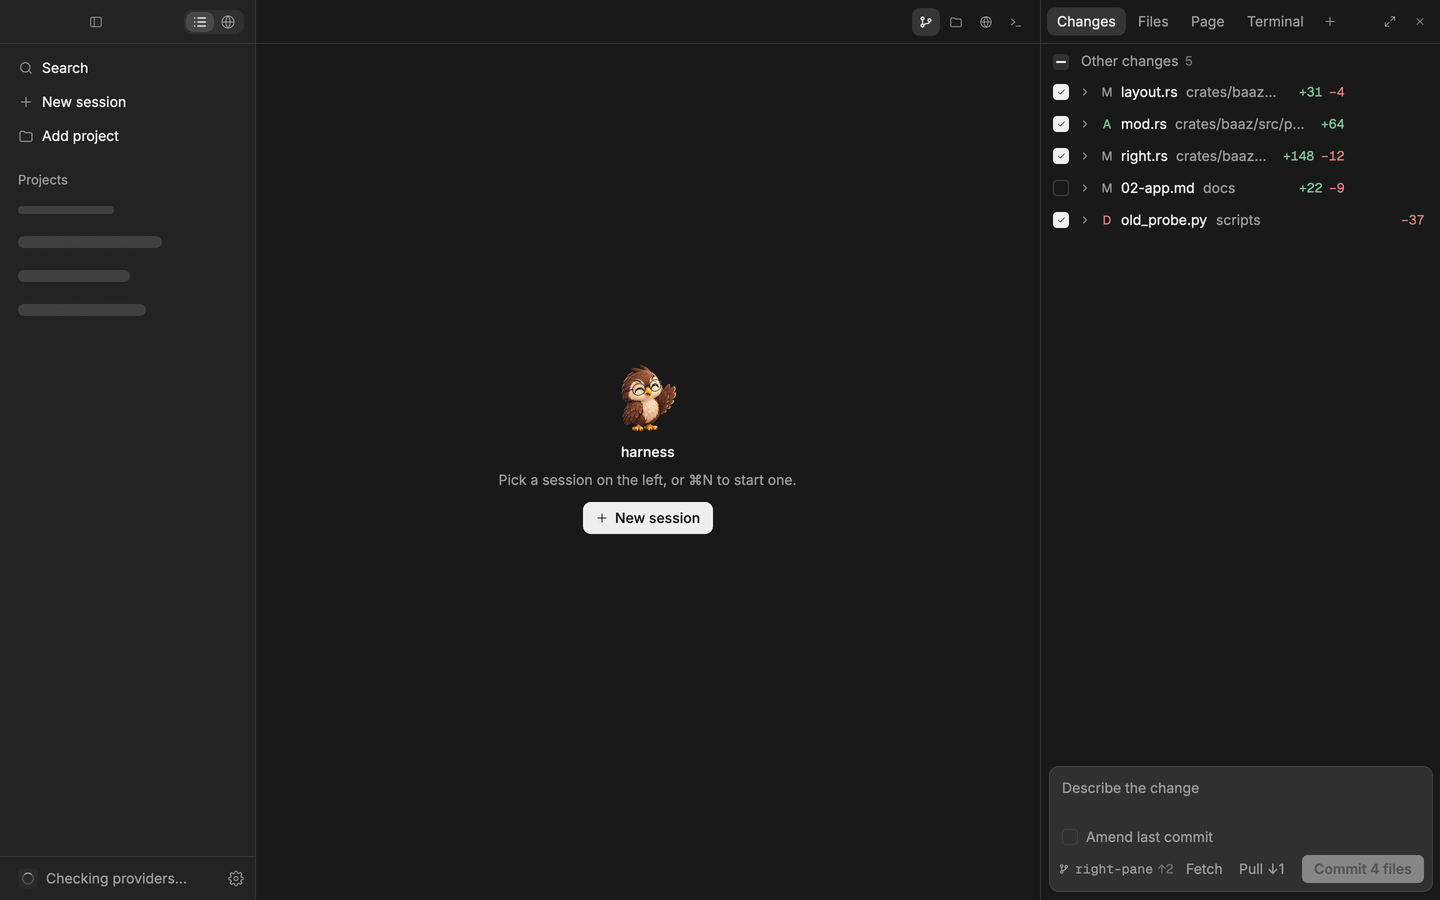 Search
New session
Add project
Projects
Checking providers...
harness
Pick a session on the left, or ⌘N to start one.
+ New session
Changes Files Page Terminal +
Other changes 5
M layout.rs crates/baaz... +31 −4
A mod.rs crates/baaz/src/p... +64
M right.rs crates/baaz... +148 −12
M 02-app.md docs +22 −9
D old_probe.py scripts −37
Describe the change
Amend last commit
right-pane ↑2 Fetch Pull ↓1 Commit 4 files